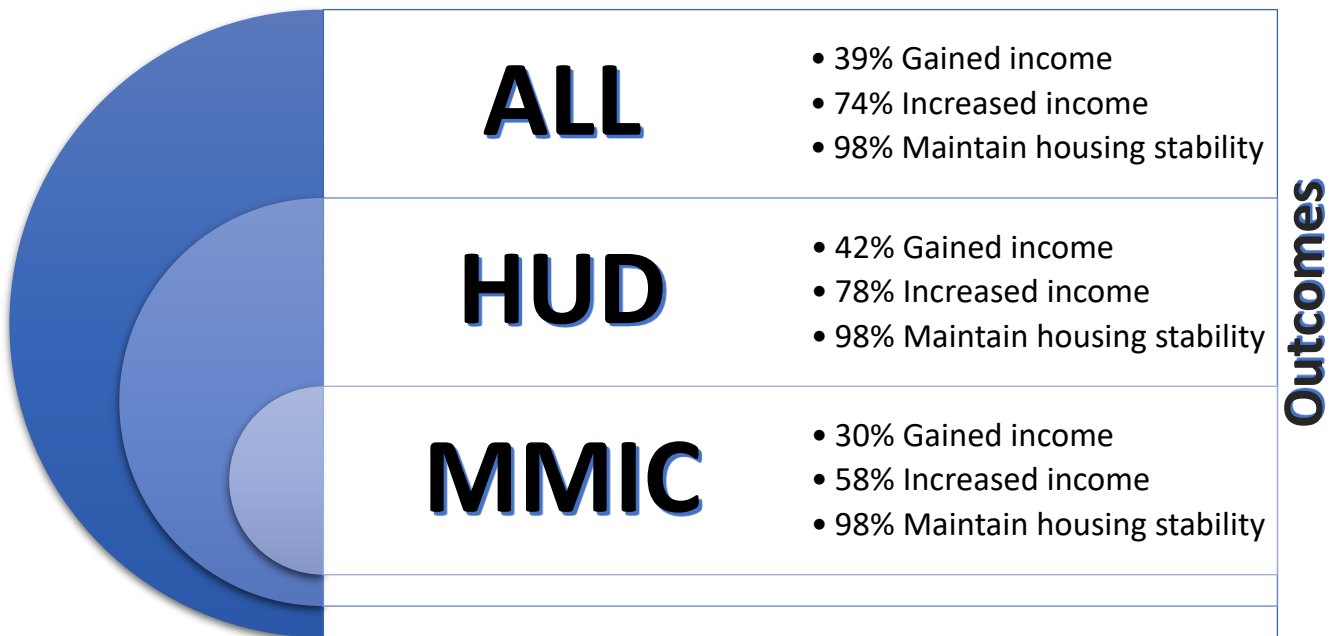 ALL
• 39% Gained income
• 74% Increased income
• 98% Maintain housing stability
HUD
• 42% Gained income
• 78% Increased income
• 98% Maintain housing stability
MMIC
• 30% Gained income
• 58% Increased income
• 98% Maintain housing stability
Outcomes